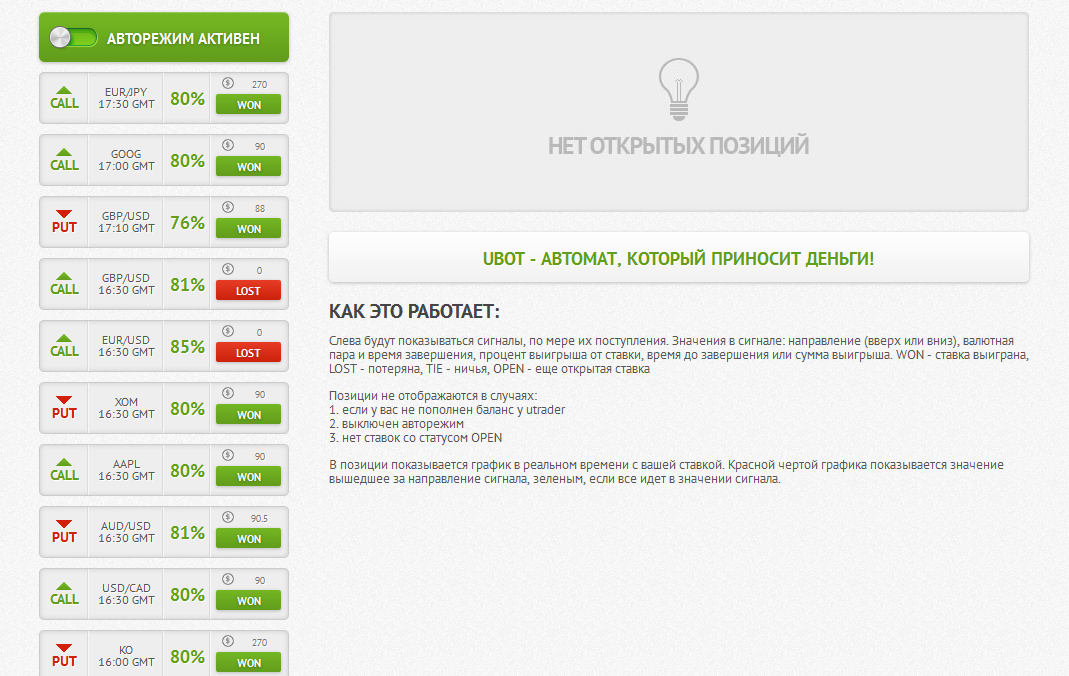 АВТОРЕЖИМ АКТИВЕН
CALL
EUR/JPY
17:30 GMT
80%
270
WON
CALL
GOOG
17:00 GMT
80%
90
WON
PUT
GBP/USD
17:10 GMT
76%
88
WON
CALL
GBP/USD
16:30 GMT
81%
0
LOST
CALL
EUR/USD
16:30 GMT
85%
0
LOST
PUT
XOM
16:30 GMT
80%
90
WON
CALL
AAPL
16:30 GMT
80%
90
WON
PUT
AUD/USD
16:30 GMT
81%
90.5
WON
CALL
USD/CAD
16:30 GMT
80%
90
WON
PUT
KO
16:00 GMT
80%
270
WON
НЕТ ОТКРЫТЫХ ПОЗИЦИЙ
UBOT - АВТОМАТ, КОТОРЫЙ ПРИНОСИТ ДЕНЬГИ!
КАК ЭТО РАБОТАЕТ:
Слева будут показываться сигналы, по мере их поступления. Значения в сигнале: направление (вверх или вниз), валютная
пара и время завершения, процент выигрыша от ставки, время до завершения или сумма выигрыша. WON - ставка выиграна,
LOST - потеряна, TIE - ничья, OPEN - еще открытая ставка
Позиции не отображаются в случаях:
1. если у вас не пополнен баланс у utrader
2. выключен авторежим
3. нет ставок со статусом OPEN
В позиции показывается график в реальном времени с вашей ставкой. Красной чертой графика показывается значение
вышедшее за направление сигнала, зеленым, если все идет в значении сигнала.